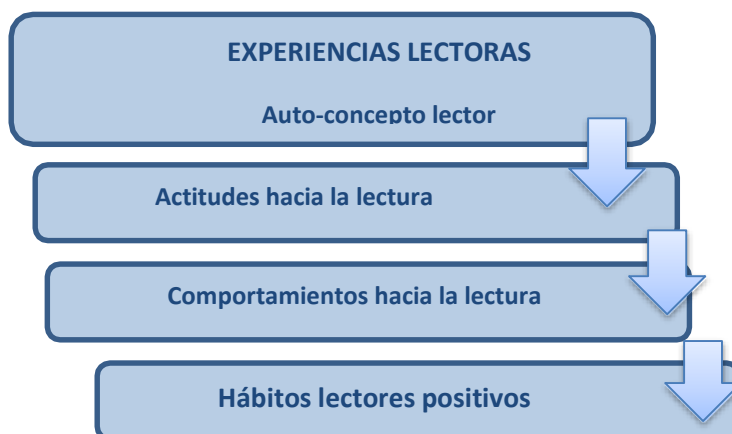 EXPERIENCIAS LECTORAS
Auto-concepto lector
Actitudes hacia la lectura
Comportamientos hacia la lectura
Hábitos lectores positivos